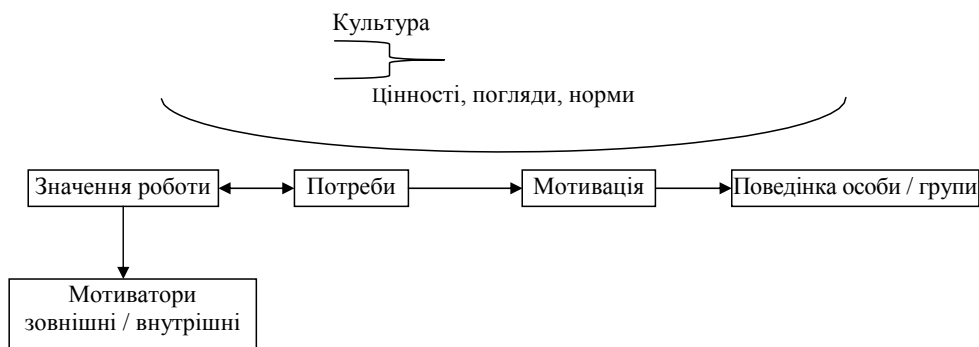 Культура
Цінності, погляди, норми
Значення роботи
Потреби
Мотивація
Поведінка особи / групи
Мотиватори
зовнішні / внутрішні